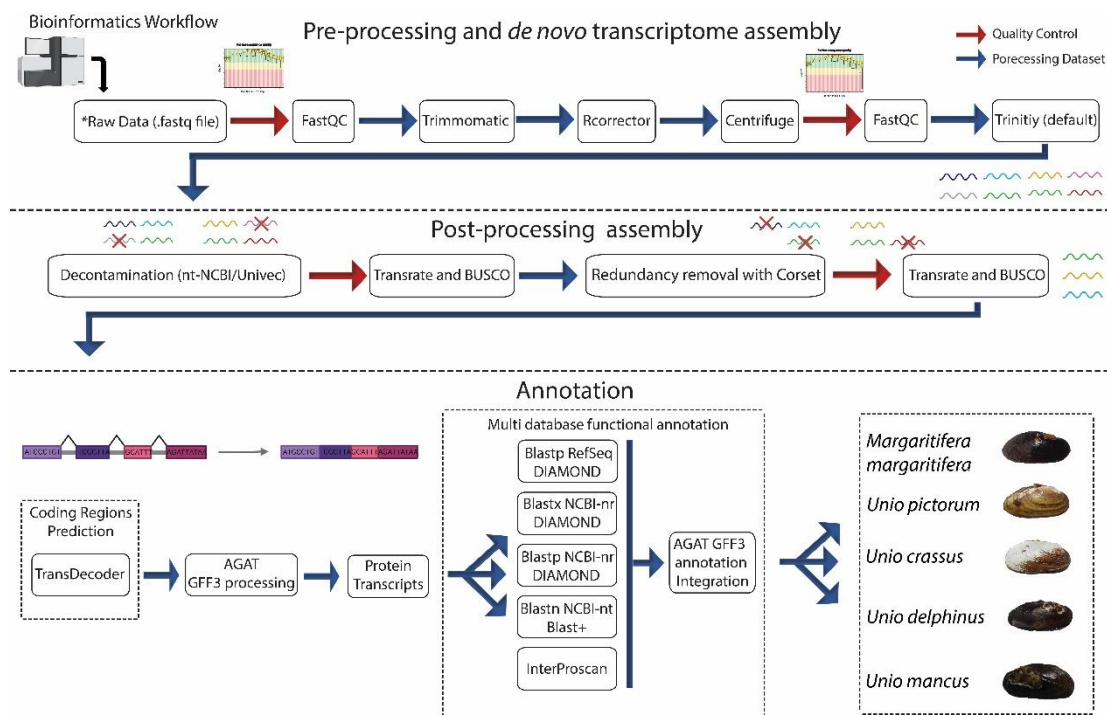 Bioinformatics Workflow
Pre-processing and de novo transcriptome assembly
Quality Control
Porecessing Dataset
*Raw Data (.fastq file)
FastQC
Trimmomatic
Rcorrector
Centrifuge
FastQC
Trinitiy (default)
Post-processing assembly
Decontamination (nt-NCBI/Univec)
Transrate and BUSCO
Redundancy removal with Corset
Transrate and BUSCO
Annotation
Coding Regions
Prediction
TransDecoder
AGAT
GFF3 processing
Protein
Transcripts
Multi database functional annotation
Blastp RefSeq
DIAMOND
Blastx NCBI-nr
DIAMOND
Blastp NCBI-nr
DIAMOND
Blastn NCBI-nt
Blast+
InterProscan
AGAT GFF3
annotation
Integration
Margaritifera
margaritifera
Unio pictorum
Unio crassus
Unio delphinus
Unio mancus